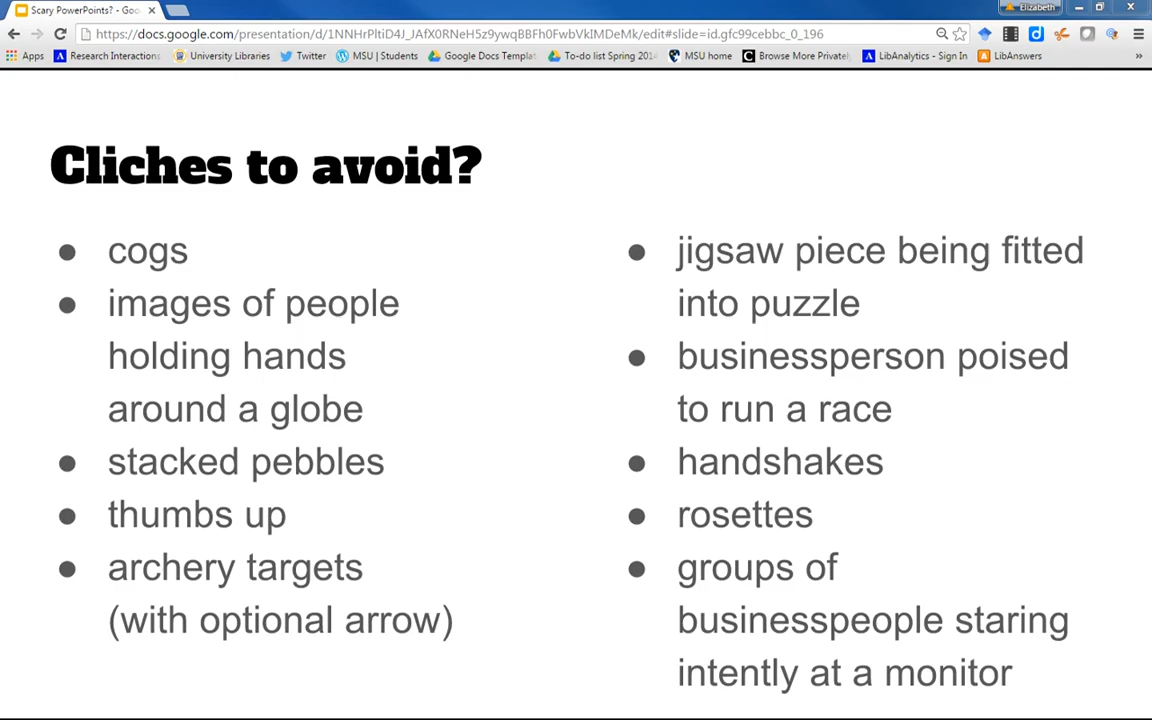 Scary PowerPoints? - Goo
Elizabeth
https://docs.google.com/presentation/d/1NNHrPltiD4J_JAfX0RNeH5z9ywqBBFh0FwbVkIMDeMk/edit#slide=id.gfc99cebbc_0_196
Apps Research Interactions University Libraries Twitter MSU | Students Google Docs Templat To-do list Spring 2014 MSU home Browse More Privatel LibAnalytics - Sign In LibAnswers »
Cliches to avoid?
● cogs
● images of people
holding hands
around a globe
● stacked pebbles
● thumbs up
● archery targets
(with optional arrow)
● jigsaw piece being fitted
into puzzle
● businessperson poised
to run a race
● handshakes
● rosettes
● groups of
businesspeople staring
intently at a monitor